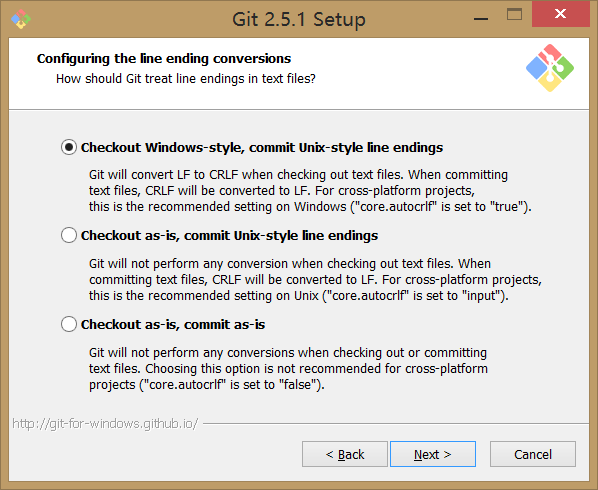 Git 2.5.1 Setup
Configuring the line ending conversions
How should Git treat line endings in text files?
Checkout Windows-style, commit Unix-style line endings
Git will convert LF to CRLF when checking out text files. When committing
text files, CRLF will be converted to LF. For cross-platform projects,
this is the recommended setting on Windows ("core.autocrlf" is set to "true").
Checkout as-is, commit Unix-style line endings
Git will not perform any conversion when checking out text files. When
committing text files, CRLF will be converted to LF. For cross-platform projects,
this is the recommended setting on Unix ("core.autocrlf" is set to "input").
Checkout as-is, commit as-is
Git will not perform any conversions when checking out or committing
text files. Choosing this option is not recommended for cross-platform
projects ("core.autocrlf" is set to "false").
http://git-for-windows.github.io/
< Back
Next >
Cancel